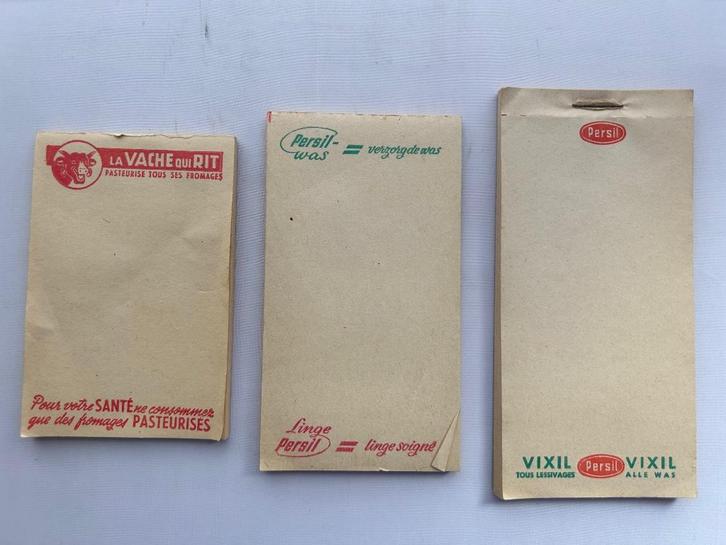 LA VACHE QUI RIT
PASTEURISE TOUS SES FROMAGES
Pour votre SANTÉ ne consommez
que des fromages PASTEURISES
Persil-
was = verzorgde was
Linge
Persil = linge soigné
Persil
VIXIL Persil VIXIL
TOUS LESSIVAGES ALLE WAS